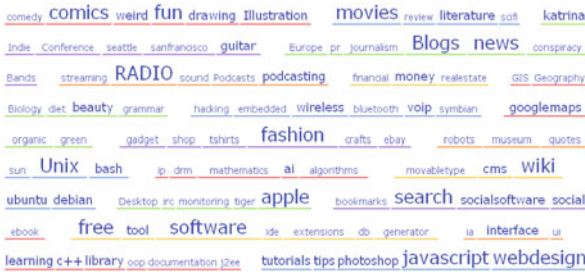 comedy comics weird fun drawing Illustration movies review literature scifi katrina
Indie Conference seattle sanfrancisco guitar Europe pr journalism Blogs news conspiracy
Bands streaming RADIO sound Podcasts podcasting financial money realestate GIS Geography
Biology diet beauty grammar hacking embedded wireless bluetooth voip symbian googlemaps
organic green gadget shop tshirts fashion crafts ebay robots museum quotes
sun Unix bash ip drm mathematics ai algorithms movabletype cms wiki
ubuntu debian Desktop irc monitoring tiger apple bookmarks search socialsoftware social
ebook free tool software ide extensions db generator ia interface ui
learning c++ library oop documentation j2ee tutorials tips photoshop javascript webdesign